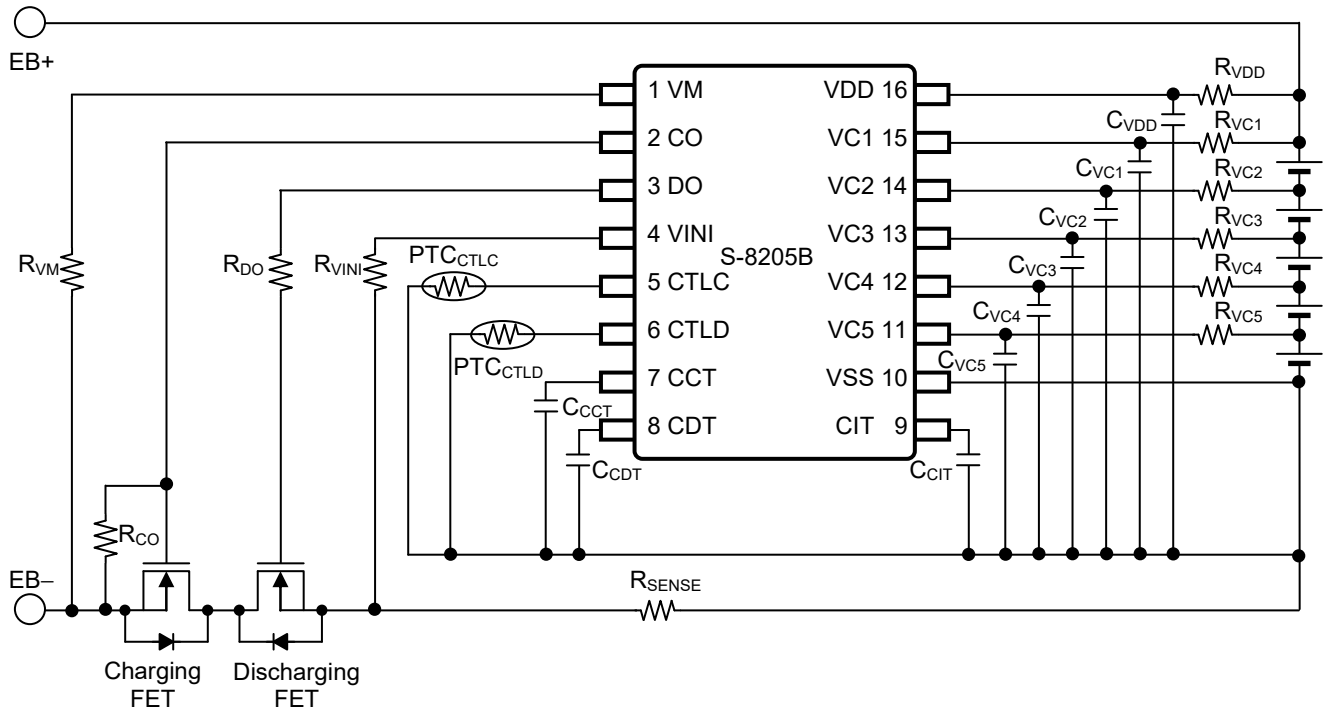 EB+
1 VM
2 CO
3 DO
4 VINI
5 CTLC
6 CTLD
7 CCT
8 CDT
S-8205B
VDD 16
VC1 15
VC2 14
VC3 13
VC4 12
VC5 11
VSS 10
CIT 9
RVDD
RVC1
RVC2
RVC3
RVC4
RVC5
CVDD
CVC1
CVC2
CVC3
CVC4
CVC5
RVM
RDO
RVINI
PTCCTLC
PTCCTLD
CCCT
CCDT
CCIT
RCO
EB−
RSENSE
Charging
FET
Discharging
FET